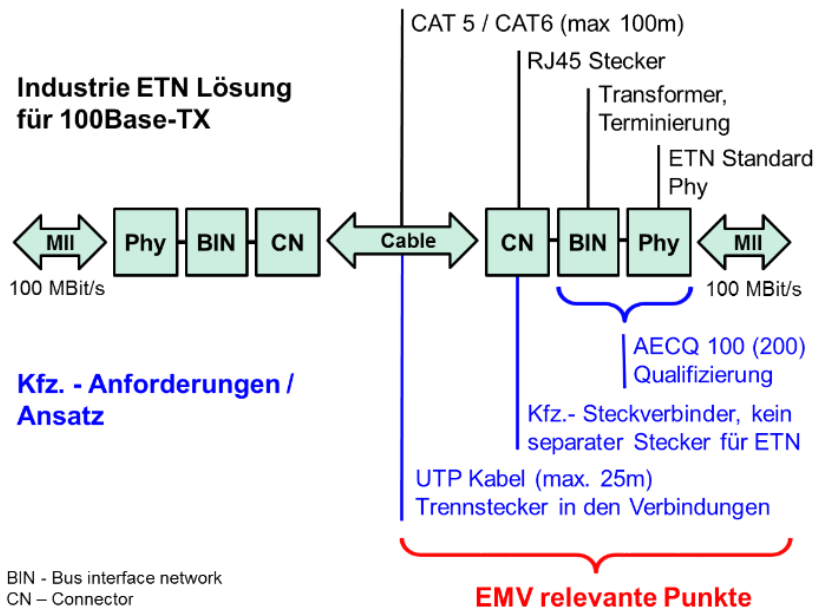 CAT 5 / CAT6 (max 100m)
RJ45 Stecker
Industrie ETN Lösung
für 100Base-TX
Transformer,
Terminierung
ETN Standard
Phy
MII
Phy
BIN
CN
Cable
CN
BIN
Phy
MII
100 MBit/s
100 MBit/s
AECQ 100 (200)
Qualifizierung
Kfz. - Anforderungen /
Ansatz
Kfz.- Steckverbinder, kein
separater Stecker für ETN
UTP Kabel (max. 25m)
Trennstecker in den Verbindungen
BIN - Bus interface network
CN – Connector
EMV relevante Punkte